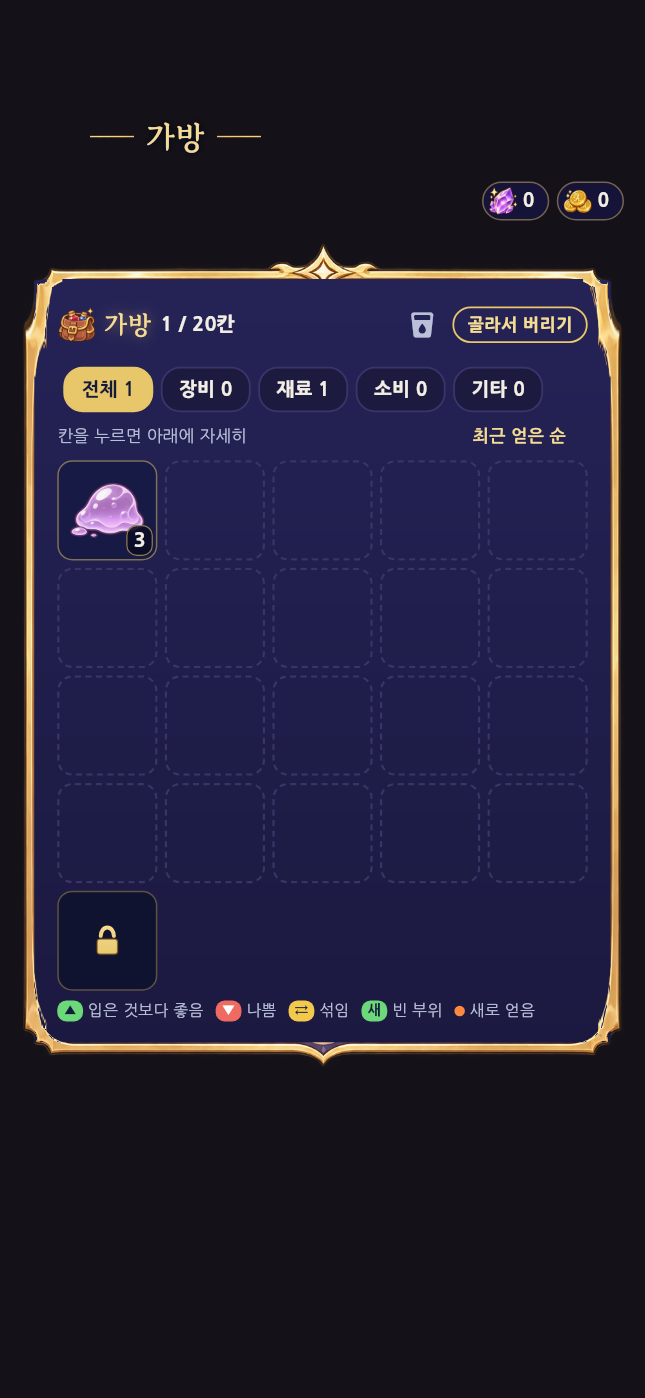 가방
0 0
가방 1 / 20칸 골라서 버리기
전체 1 장비 0 재료 1 소비 0 기타 0
칸을 누르면 아래에 자세히 최근 얻은 순
3
입은 것보다 좋음 나쁨 섞임 새 빈 부위 새로 얻음